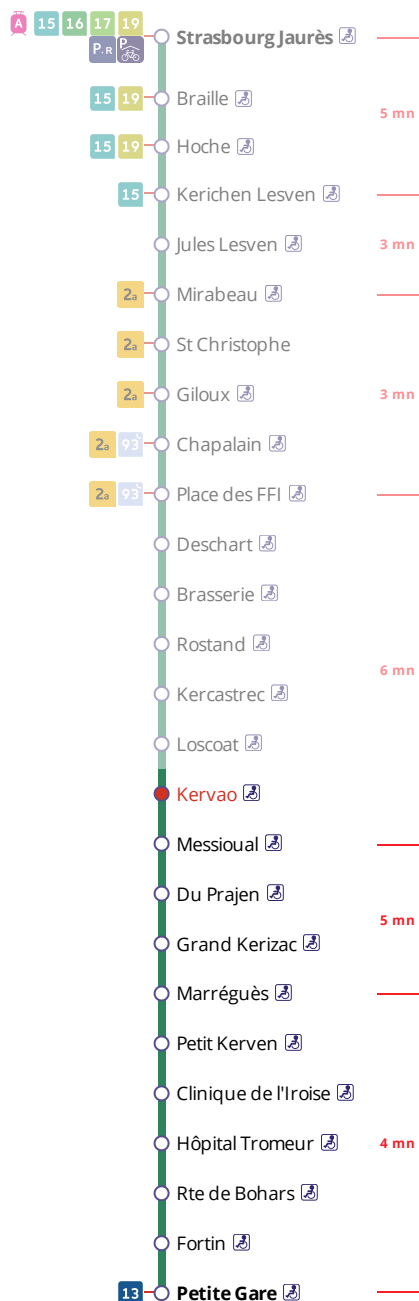 A 15 16 17 19
P+R P
Strasbourg Jaurès
15 19 Braille
5 mn
15 19 Hoche
15 Kerichen Lesven
Jules Lesven 3 mn
2a Mirabeau
2a St Christophe
2a Giloux 3 mn
2a 93 Chapalain
2a 93 Place des FFI
Deschart
Brasserie
Rostand
6 mn
Kercastrec
Loscoat
Kervao
Messioual
Du Prajen
5 mn
Grand Kerizac
Marréguès
Petit Kerven
Clinique de l'Iroise
Hôpital Tromeur 4 mn
Rte de Bohars
Fortin
13 Petite Gare